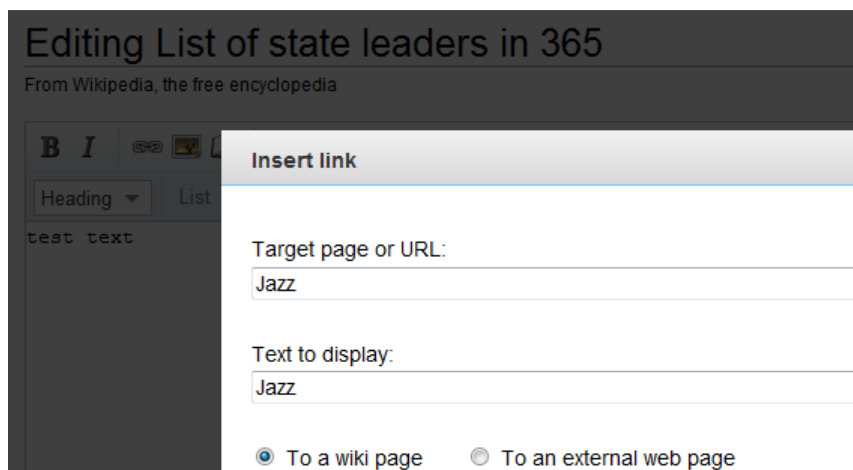 Editing List of state leaders in 365
From Wikipedia, the free encyclopedia
B I
Insert link
Heading List
test text
Target page or URL:
Jazz
Text to display:
Jazz
To a wiki page To an external web page